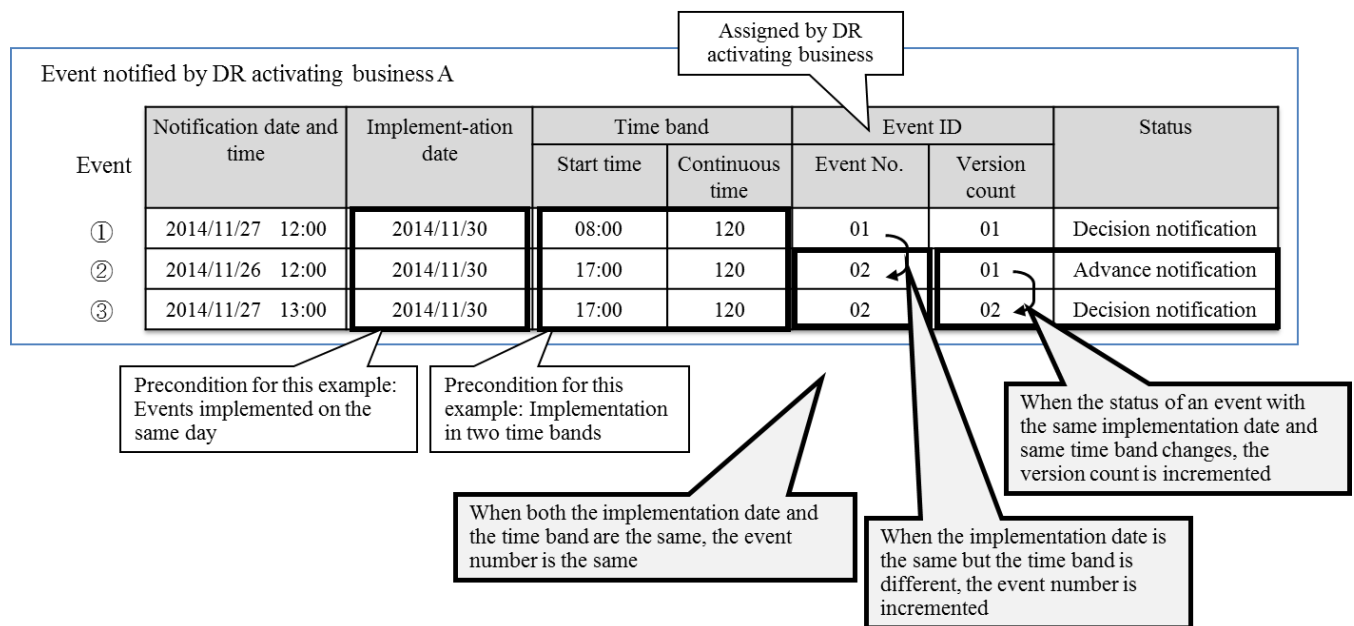 Assigned by DR
activating business
Event notified by DR activating business A
Event
Notification date and
time
Implement-ation
date
Time band
Event ID
Status
Start time
Continuous
time
Event No.
Version
count
① 2014/11/27 12:00 2014/11/30 08:00 120 01 01 Decision notification
② 2014/11/26 12:00 2014/11/30 17:00 120 02 01 Advance notification
③ 2014/11/27 13:00 2014/11/30 17:00 120 02 02 Decision notification
Precondition for this example:
Events implemented on the
same day
Precondition for this
example: Implementation
in two time bands
When the status of an event with
the same implementation date and
same time band changes, the
version count is incremented
When both the implementation date and
the time band are the same, the event
number is the same
When the implementation date is
the same but the time band is
different, the event number is
incremented